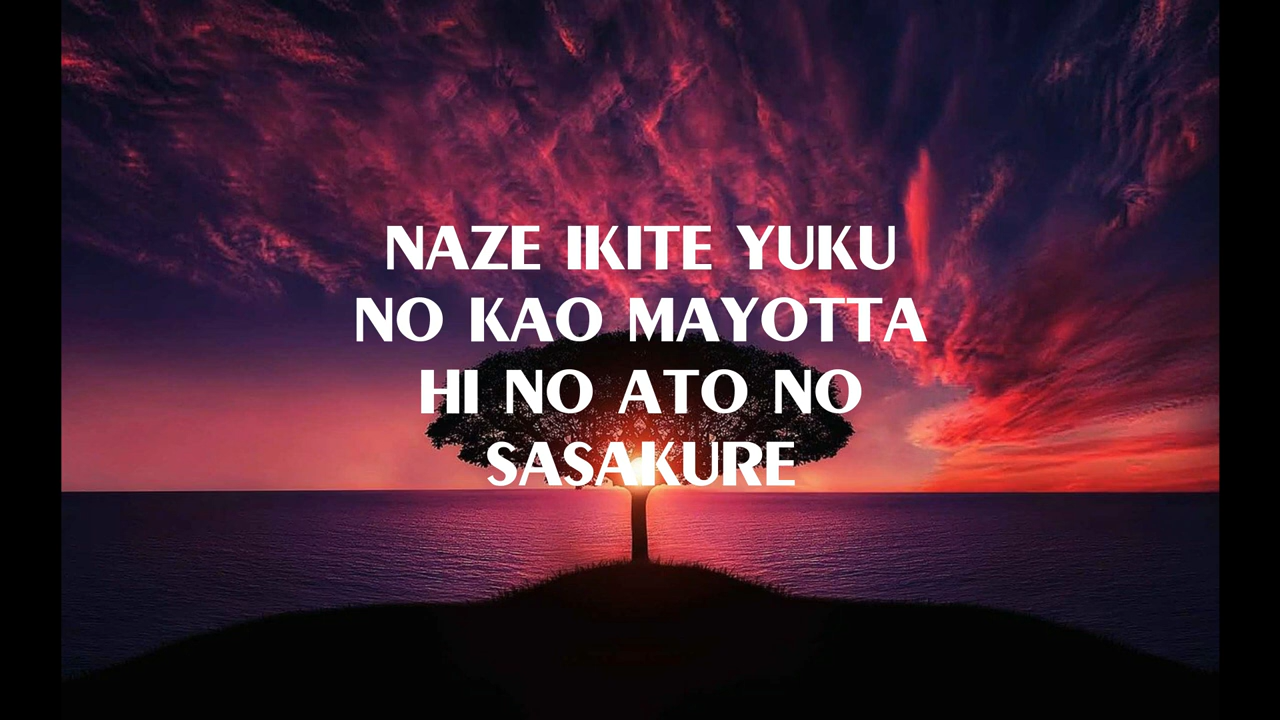 NAZE IKITE YUKU
NO KAO MAYOTTA
HI NO ATO NO
SASAKURE